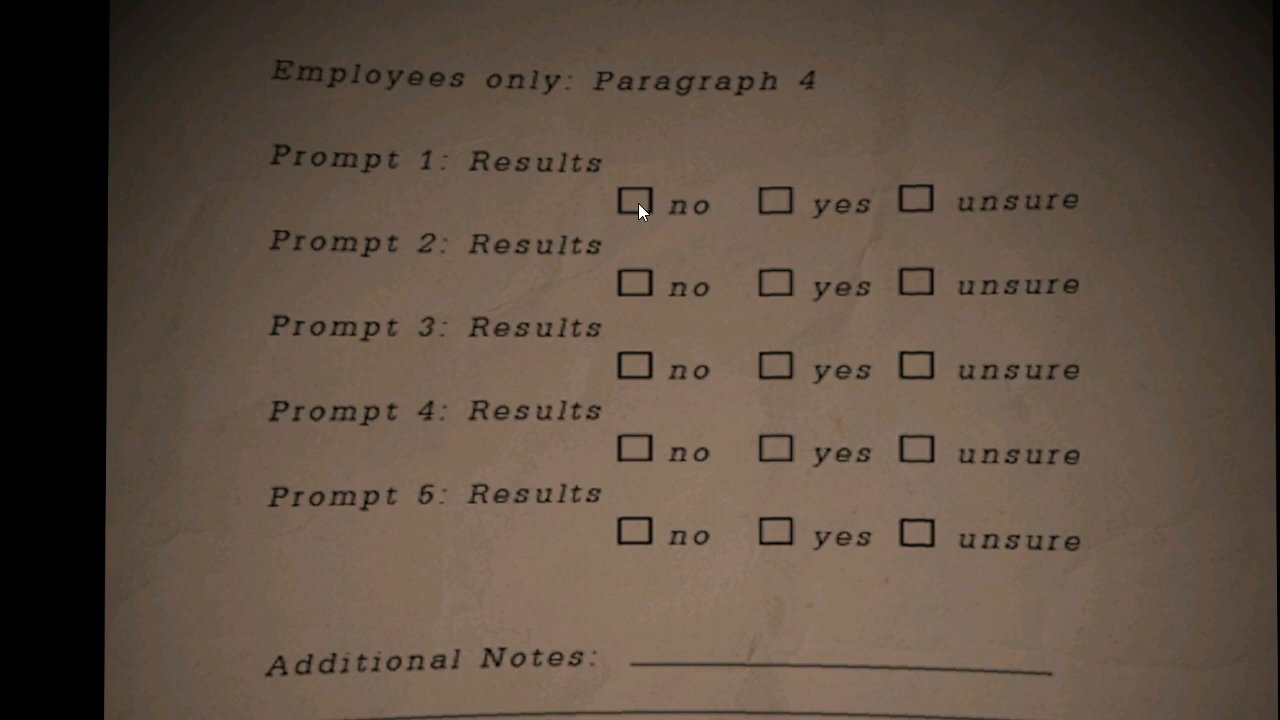 Employees only: Paragraph 4
Prompt 1: Results
no yes unsure
Prompt 2: Results
no yes unsure
Prompt 3: Results
no yes unsure
Prompt 4: Results
no yes unsure
Prompt 5: Results
no yes unsure
Additional Notes: